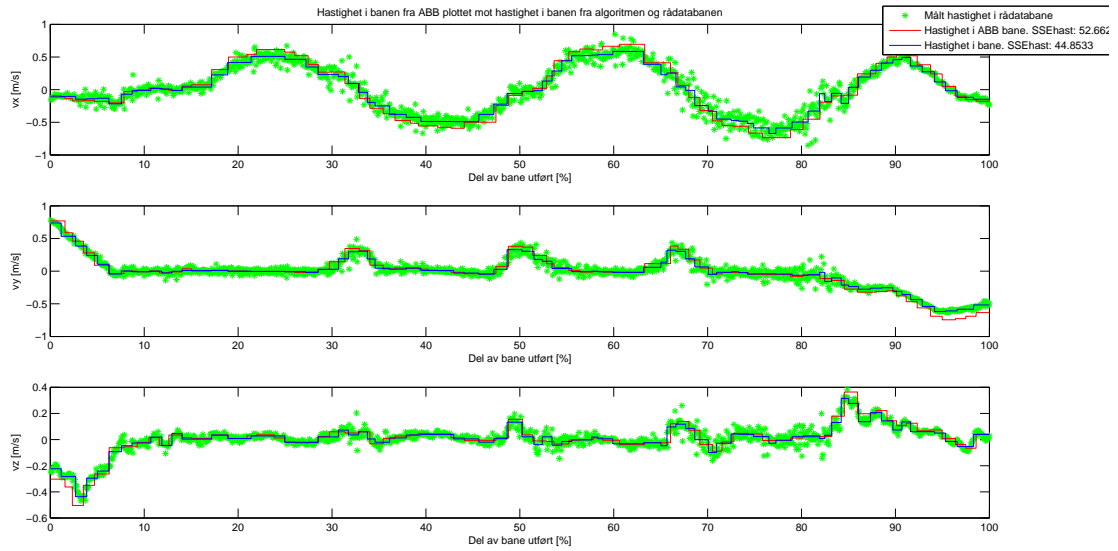 Hastighet i banen fra ABB plottet mot hastighet i banen fra algoritmen og rådatabanen
Målt hastighet i rådatabane
Hastighet i ABB bane. SSEhast: 52.662
Hastighet i bane. SSEhast: 44.8533
1
0.5
0
−0.5
−1
vx [m/s]
0 10 20 30 40 50 60 70 80 90 100
Del av bane utført [%]
1
0.5
0
−0.5
−1
vy [m/s]
0 10 20 30 40 50 60 70 80 90 100
Del av bane utført [%]
0.4
0.2
0
−0.2
−0.4
−0.6
vz [m/s]
0 10 20 30 40 50 60 70 80 90 100
Del av bane utført [%]